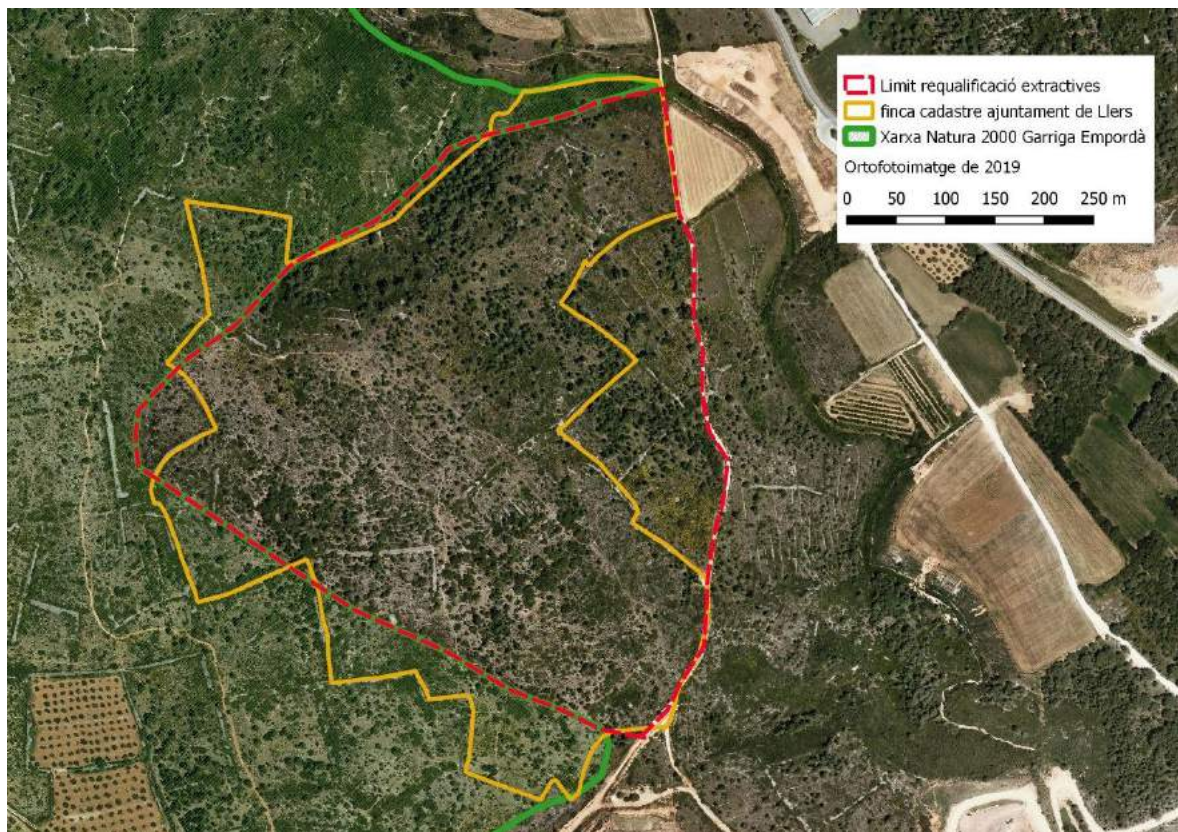 Limit requalificació extractives
finca cadastre ajuntament de Llers
Xarxa Natura 2000 Garriga Empordà
Ortofotoimatge de 2019
0 50 100 150 200 250 m